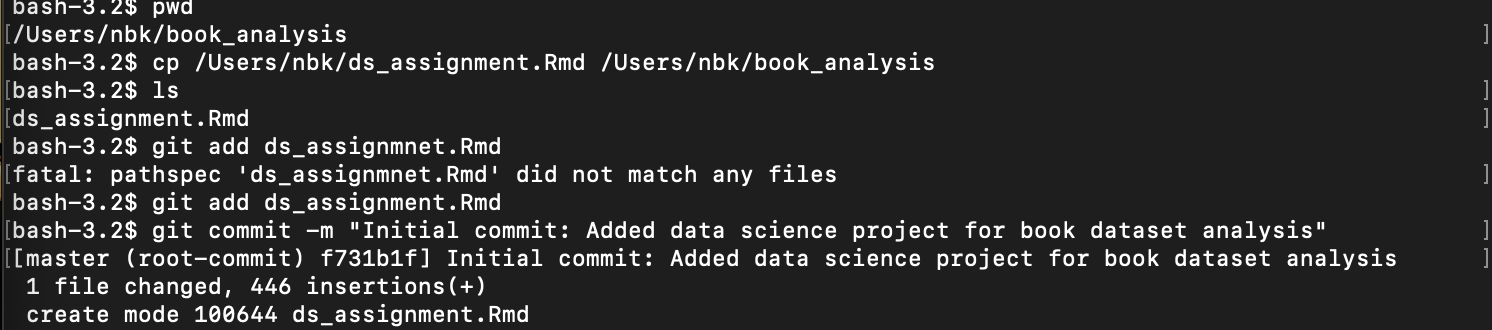 bash-3.2$ pwd
[/Users/nbk/book_analysis ]
bash-3.2$ cp /Users/nbk/ds_assignment.Rmd /Users/nbk/book_analysis
[bash-3.2$ ls ]
[ds_assignment.Rmd ]
bash-3.2$ git add ds_assignmnet.Rmd
[fatal: pathspec 'ds_assignmnet.Rmd' did not match any files ]
bash-3.2$ git add ds_assignment.Rmd
[bash-3.2$ git commit -m "Initial commit: Added data science project for book dataset analysis" ]
[[master (root-commit) f731b1f] Initial commit: Added data science project for book dataset analysis ]
1 file changed, 446 insertions(+)
create mode 100644 ds_assignment.Rmd